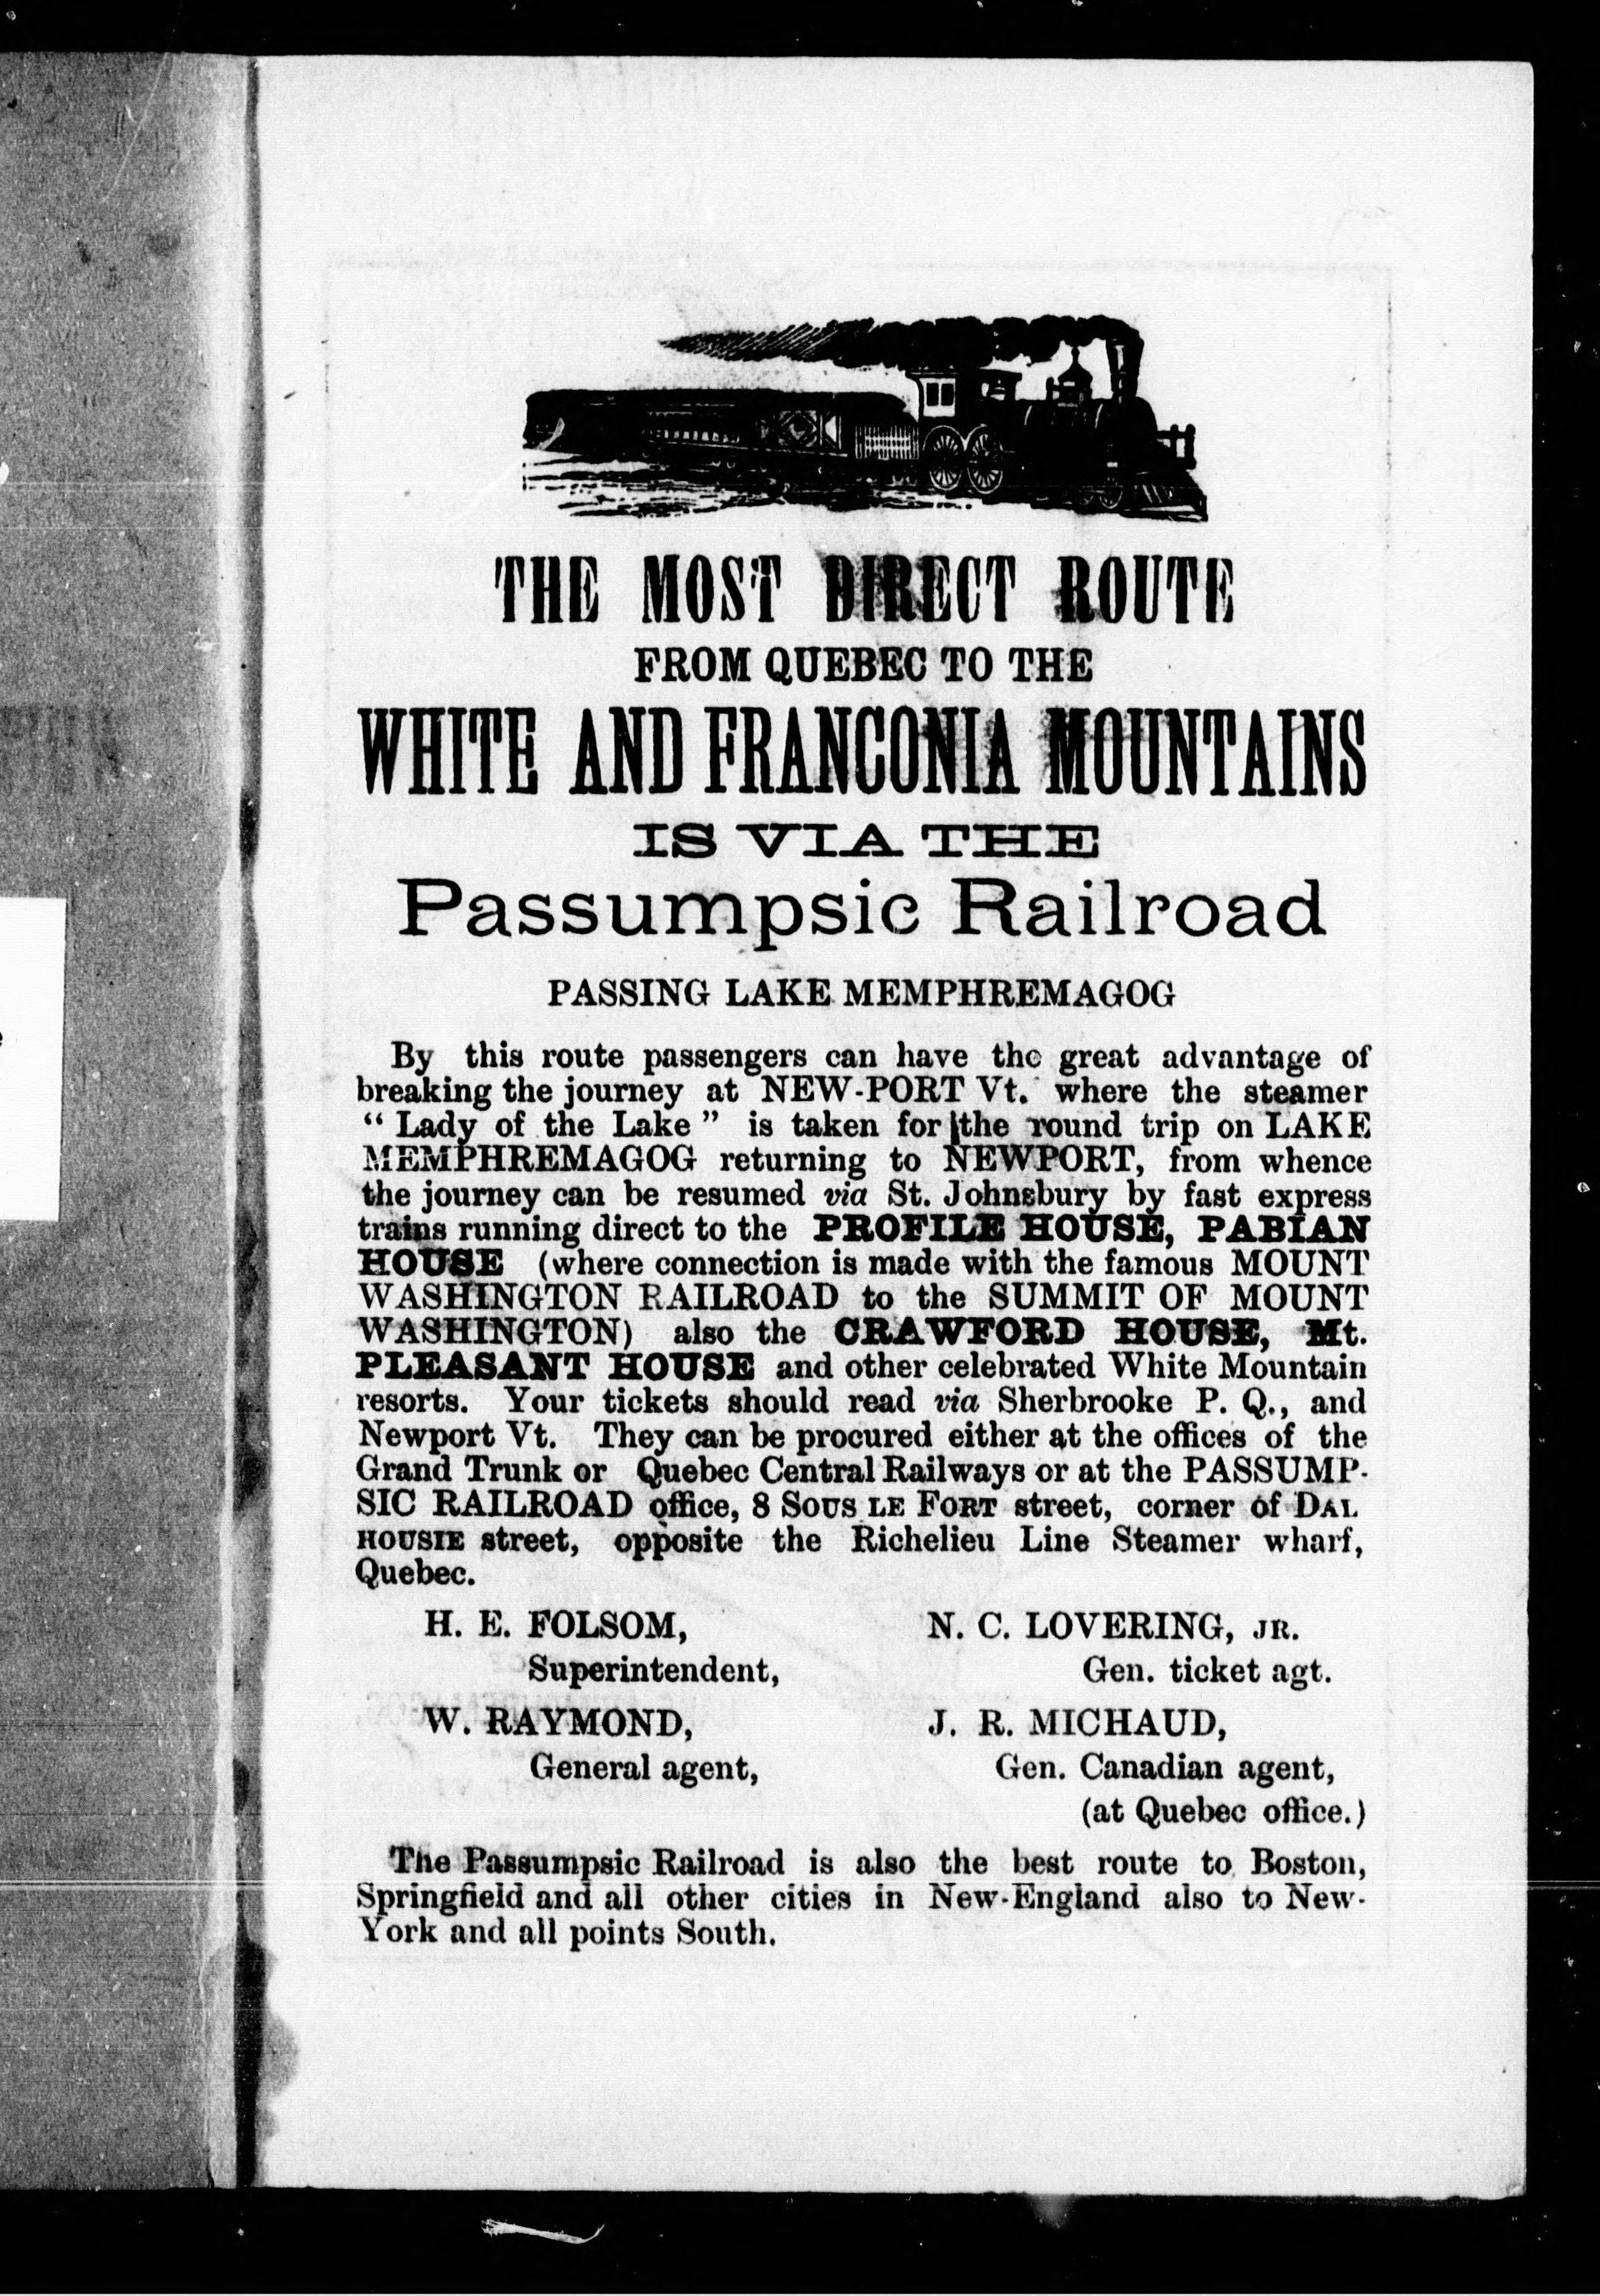 THE MOST DIRECT ROUTE
FROM QUEBEC TO THE
WHITE AND FRANCONIA MOUNTAINS
IS VIA THE
Passumpsic Railroad
PASSING LAKE MEMPHREMAGOG
By this route passengers can have the great advantage of
breaking the journey at NEW-PORT Vt. where the steamer
“ Lady of the Lake ” is taken for the round trip on LAKE
MEMPHREMAGOG returning to NEWPORT, from whence
the journey can be resumed via St. Johnsbury by fast express
trains running direct to the PROFILE HOUSE, PABIAN
HOUSE (where connection is made with the famous MOUNT
WASHINGTON RAILROAD to the SUMMIT OF MOUNT
WASHINGTON) also the CRAWFORD HOUSE, Mt.
PLEASANT HOUSE and other celebrated White Mountain
resorts. Your tickets should read via Sherbrooke P. Q., and
Newport Vt. They can be procured either at the offices of the
Grand Trunk or Quebec Central Railways or at the PASSUMP-
SIC RAILROAD office, 8 SOUS LE FORT street, corner of DAL
HOUSIE street, opposite the Richelieu Line Steamer wharf,
Quebec.
H. E. FOLSOM,
Superintendent,
N. C. LOVERING, JR.
Gen. ticket agt.
W. RAYMOND,
General agent,
J. R. MICHAUD,
Gen. Canadian agent,
(at Quebec office.)
The Passumpsic Railroad is also the best route to Boston,
Springfield and all other cities in New-England also to New-
York and all points South.